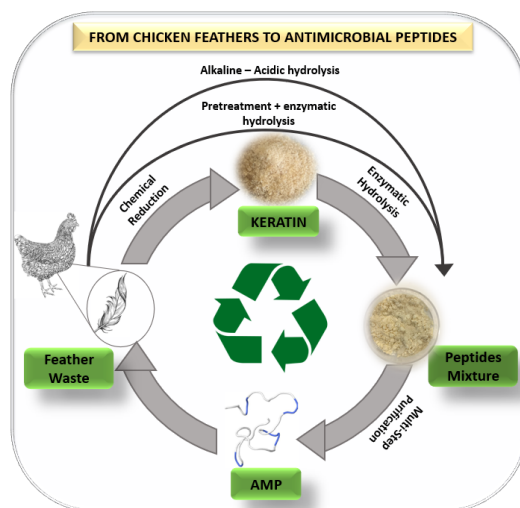 FROM CHICKEN FEATHERS TO ANTIMICROBIAL PEPTIDES
Alkaline – Acidic hydrolysis
Pretreatment + enzymatic
hydrolysis
Chemical
Reduction
Enzymatic
Hydrolysis
KERATIN
Feather
Waste
Peptides
Mixture
Multi-Step
Purification
AMP